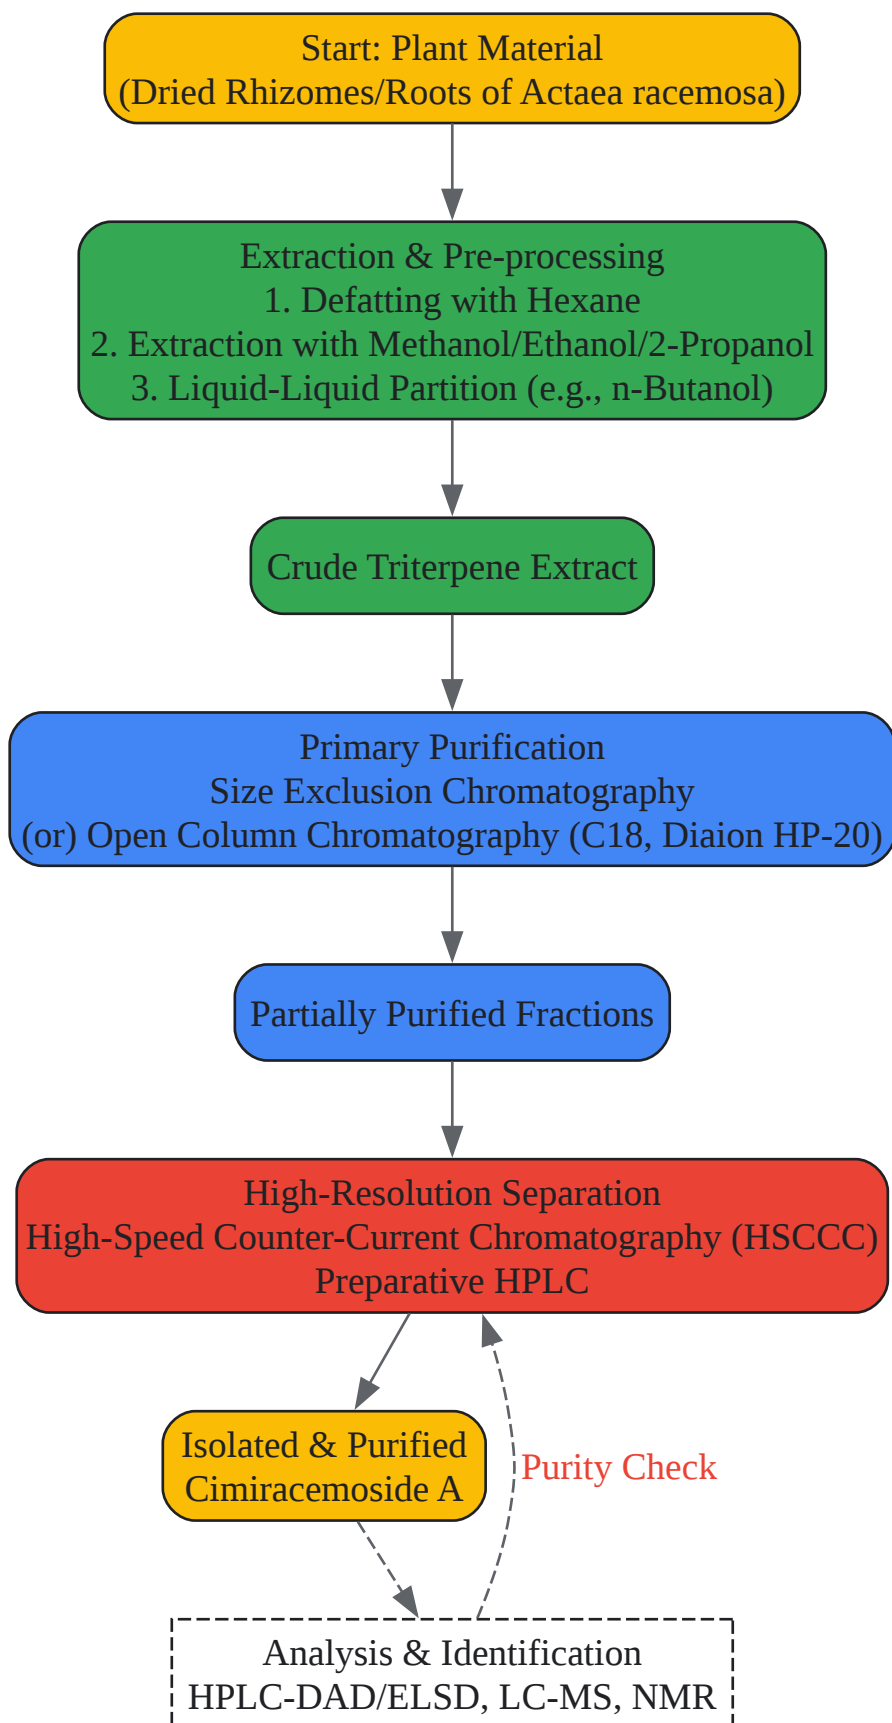 Start: Plant Material
(Dried Rhizomes/Roots of Actaea racemosa)
Extraction & Pre-processing
1. Defatting with Hexane
2. Extraction with Methanol/Ethanol/2-Propanol
3. Liquid-Liquid Partition (e.g., n-Butanol)
Crude Triterpene Extract
Primary Purification
Size Exclusion Chromatography
(or) Open Column Chromatography (C18, Diaion HP-20)
Partially Purified Fractions
High-Resolution Separation
High-Speed Counter-Current Chromatography (HSCCC)
Preparative HPLC
Isolated & Purified
Cimiracemoside A
Purity Check
Analysis & Identification
HPLC-DAD/ELSD, LC-MS, NMR